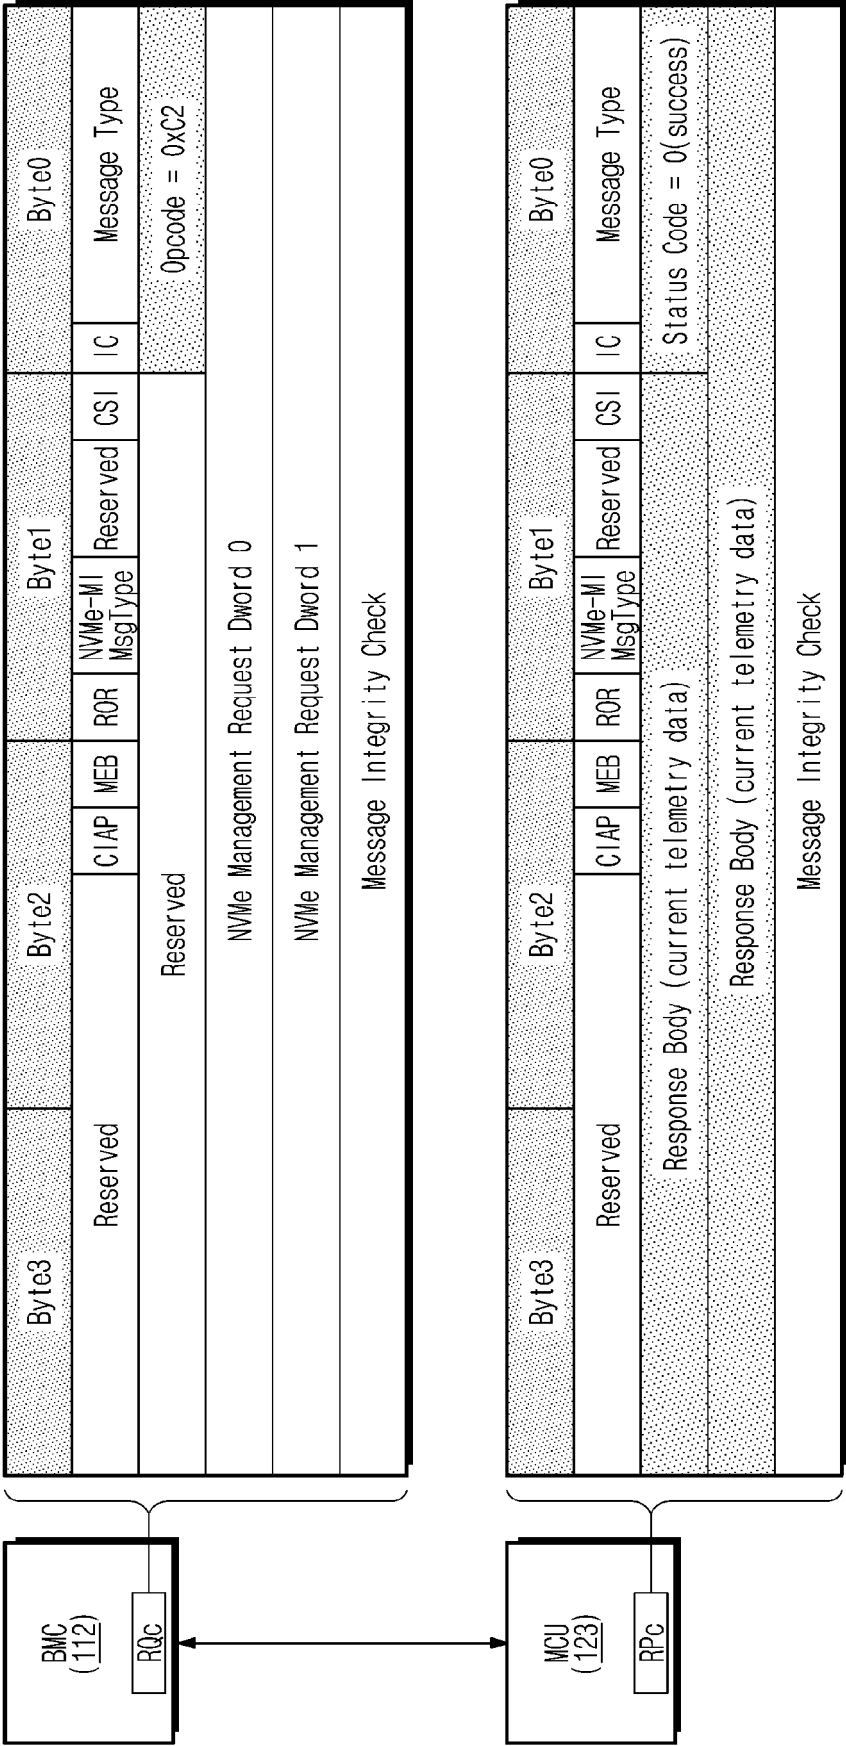 BMC
(112)
RQc
Byte3
Byte2
Byte1
Byte0
Reserved
CIAP
MEB
ROR
NVMe-MI
MsgType
Reserved
CSI
IC
Message Type
Reserved
Opcode = 0xC2
NVMe Management Request Dword 0
NVMe Management Request Dword 1
Message Integrity Check
MCU
(123)
RPc
Byte3
Byte2
Byte1
Byte0
Reserved
CIAP
MEB
ROR
NVMe-MI
MsgType
Reserved
CSI
IC
Message Type
Response Body (current telemetry data)
Status Code = 0(success)
Response Body (current telemetry data)
Message Integrity Check